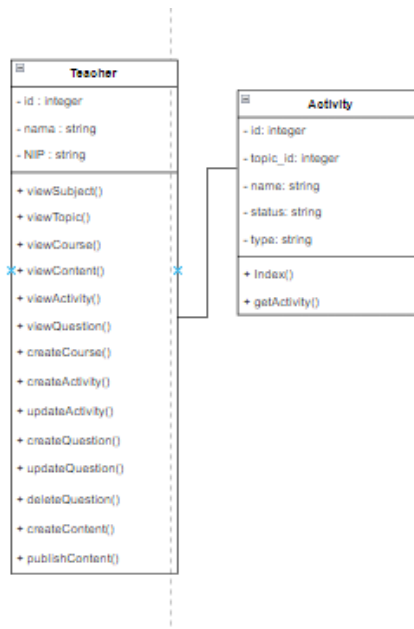 Teacher
- id : integer
- nama : string
- NIP : string
+ viewSubject()
+ viewTopic()
+ viewCourse()
+ viewContent()
+ viewActivity()
+ viewQuestion()
+ createCourse()
+ createActivity()
+ updateActivity()
+ createQuestion()
+ updateQuestion()
+ deleteQuestion()
+ createContent()
+ publishContent()
Activity
- id: integer
- topic_id: integer
- name: string
- status: string
- type: string
+ Index()
+ getActivity()